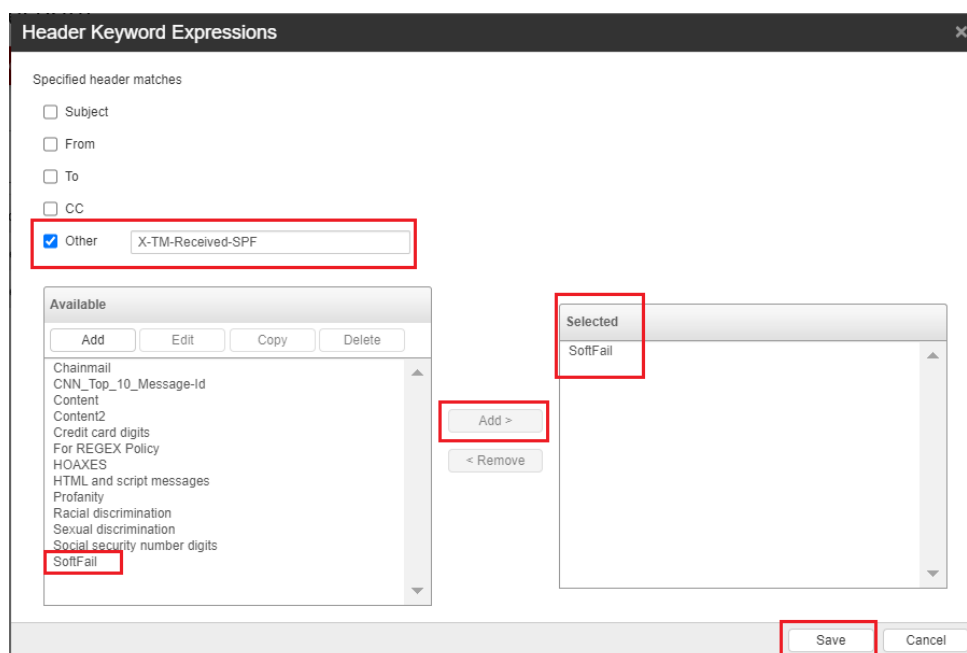 Header Keyword Expressions
Specified header matches
Subject
From
To
CC
Other X-TM-Received-SPF
Available
Add Edit Copy Delete
Chainmail
CNN_Top_10_Message-Id
Content
Content2
Credit card digits
For REGEX Policy
HOAXES
HTML and script messages
Profanity
Racial discrimination
Sexual discrimination
Social security number digits
SoftFail
Add >
< Remove
Selected
SoftFail
Save Cancel